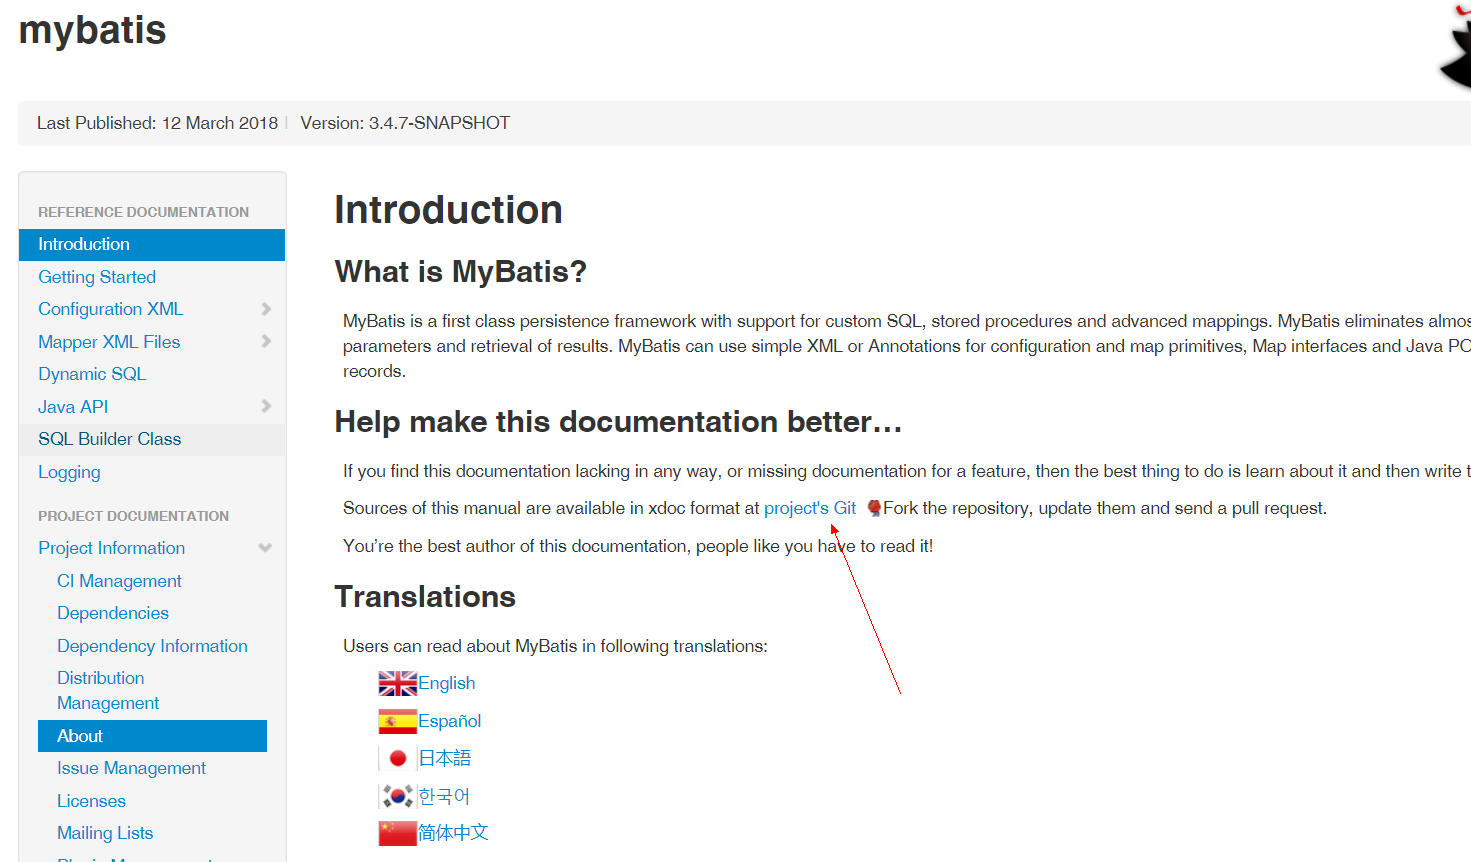 mybatis
Last Published: 12 March 2018 | Version: 3.4.7-SNAPSHOT
REFERENCE DOCUMENTATION
Introduction
Getting Started
Configuration XML
Mapper XML Files
Dynamic SQL
Java API
SQL Builder Class
Logging
PROJECT DOCUMENTATION
Project Information
CI Management
Dependencies
Dependency Information
Distribution
Management
About
Issue Management
Licenses
Mailing Lists
Introduction
What is MyBatis?
MyBatis is a first class persistence framework with support for custom SQL, stored procedures and advanced mappings. MyBatis eliminates almos
parameters and retrieval of results. MyBatis can use simple XML or Annotations for configuration and map primitives, Map interfaces and Java PO
records.
Help make this documentation better…
If you find this documentation lacking in any way, or missing documentation for a feature, then the best thing to do is learn about it and then write t
Sources of this manual are available in xdoc format at project's Git Fork the repository, update them and send a pull request.
You’re the best author of this documentation, people like you have to read it!
Translations
Users can read about MyBatis in following translations:
English
Español
日本語
한국어
简体中文